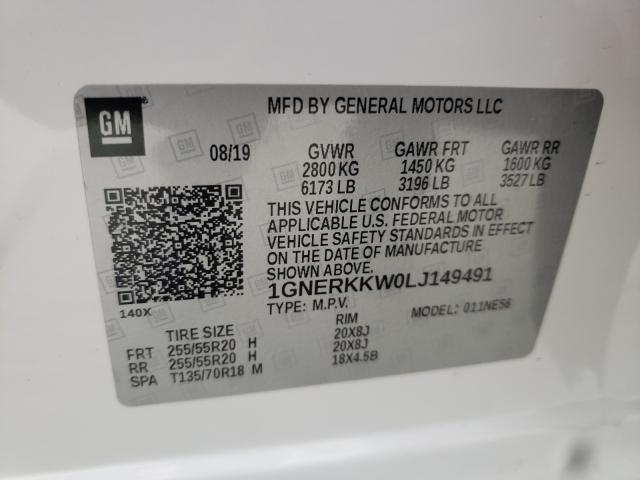 GM
MFD BY GENERAL MOTORS LLC
08/19 GVWR GAWR FRT GAWR RR
2800 KG 1450 KG 1600 KG
6173 LB 3196 LB 3527 LB
THIS VEHICLE CONFORMS TO ALL
APPLICABLE U.S. FEDERAL MOTOR
VEHICLE SAFETY STANDARDS IN EFFECT
ON THE DATE OF MANUFACTURE
SHOWN ABOVE.
1GNERKKW0LJ149491
140X
TYPE: M.P.V. MODEL: 011NE56
TIRE SIZE RIM
FRT 255/55R20 H 20X8J
RR 255/55R20 H 20X8J
SPA T135/70R18 M 18X4.5B